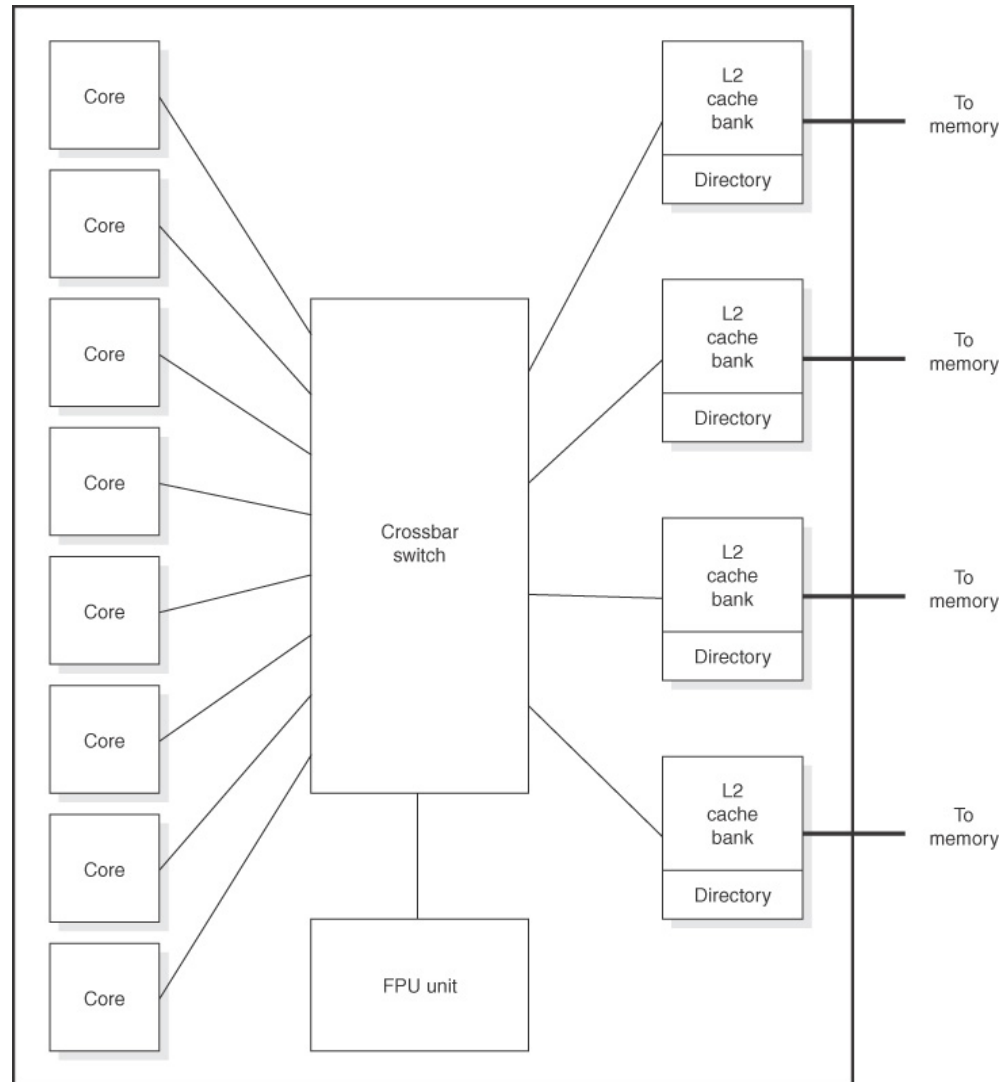 Core
Core
Core
Core
Core
Core
Core
Core
Crossbar
switch
FPU unit
L2
cache
bank
Directory
To
memory
L2
cache
bank
Directory
To
memory
L2
cache
bank
Directory
To
memory
L2
cache
bank
Directory
To
memory